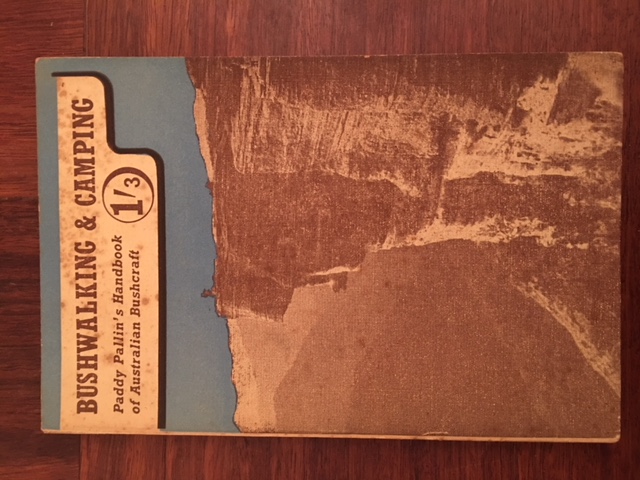 BUSHWALKING & CAMPING
Paddy Pallin's Handbook
of Australian Bushcraft
1/3